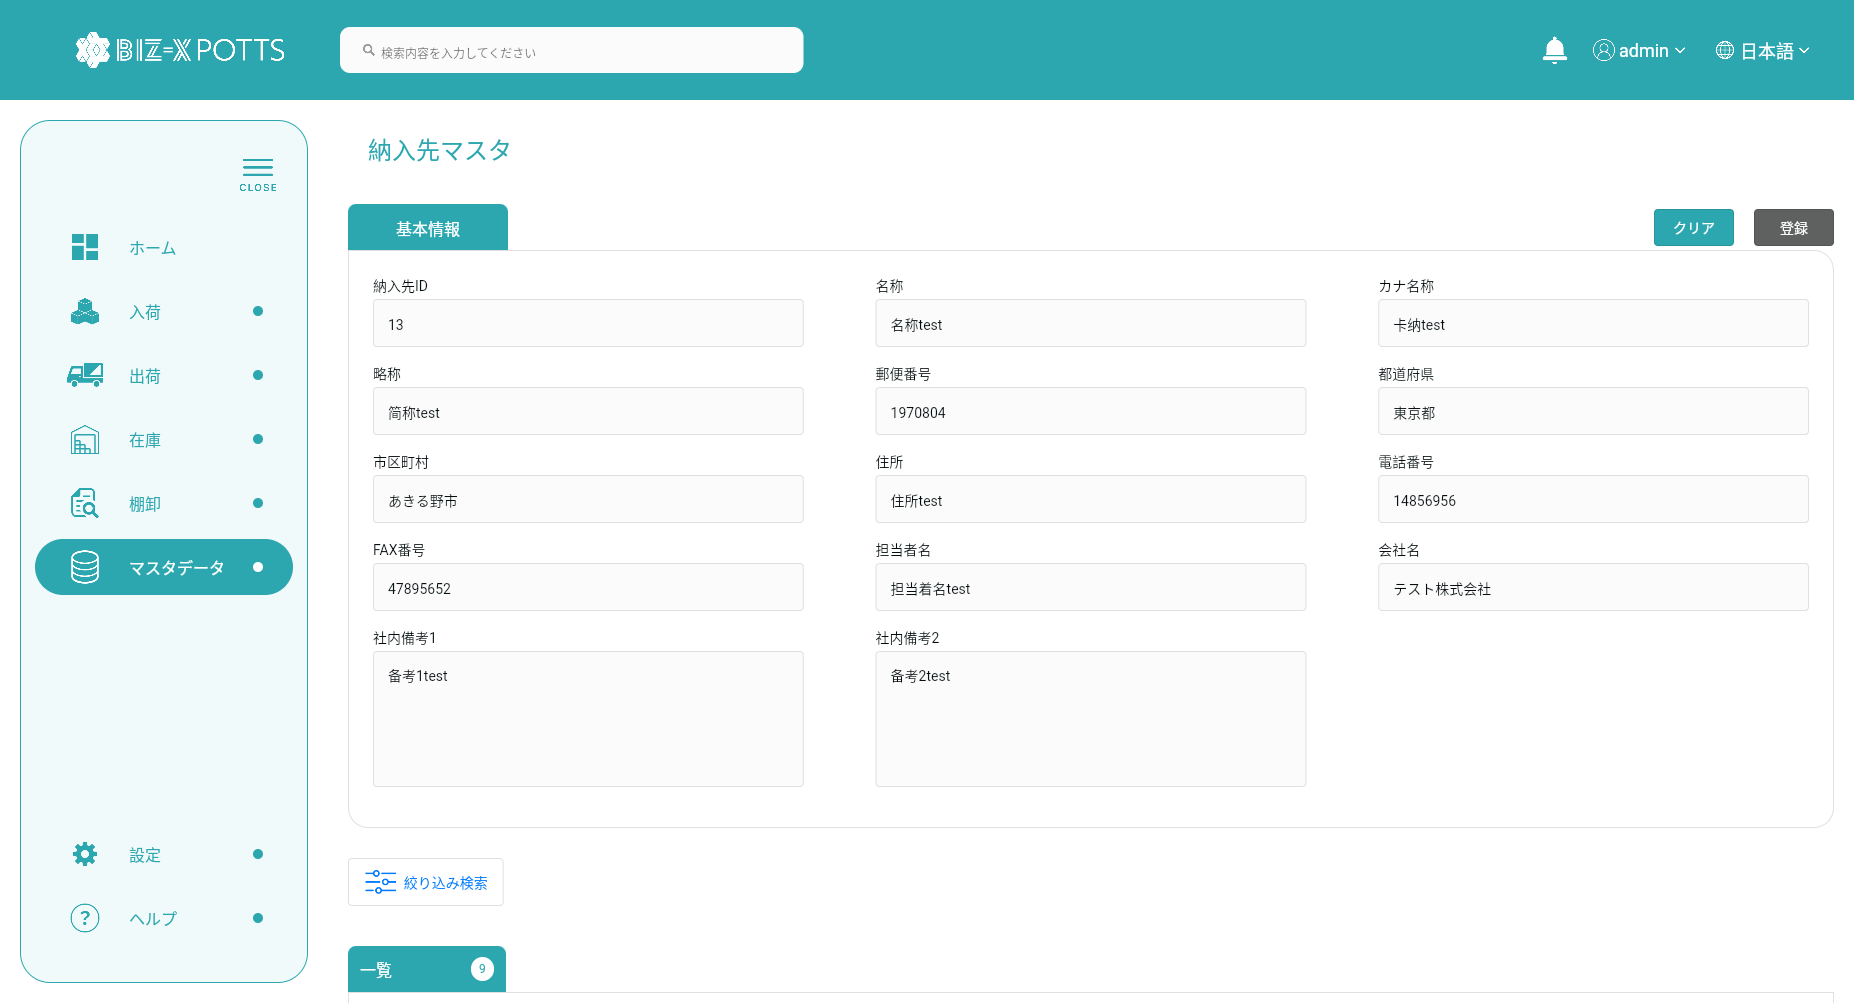 BIZ=X POTTS
検索内容を入力してください
admin
日本語
CLOSE
ホーム
入荷
出荷
在庫
棚卸
マスタデータ
設定
ヘルプ
納入先マスタ
基本情報
クリア
登録
納入先ID
名称
カナ名称
13
名称test
卡纳test
略称
郵便番号
都道府県
简称test
1970804
東京都
市区町村
住所
電話番号
あきる野市
住所test
14856956
FAX番号
担当者名
会社名
47895652
担当着名test
テスト株式会社
社内備考1
社内備考2
备考1test
备考2test
絞り込み検索
一覧
9